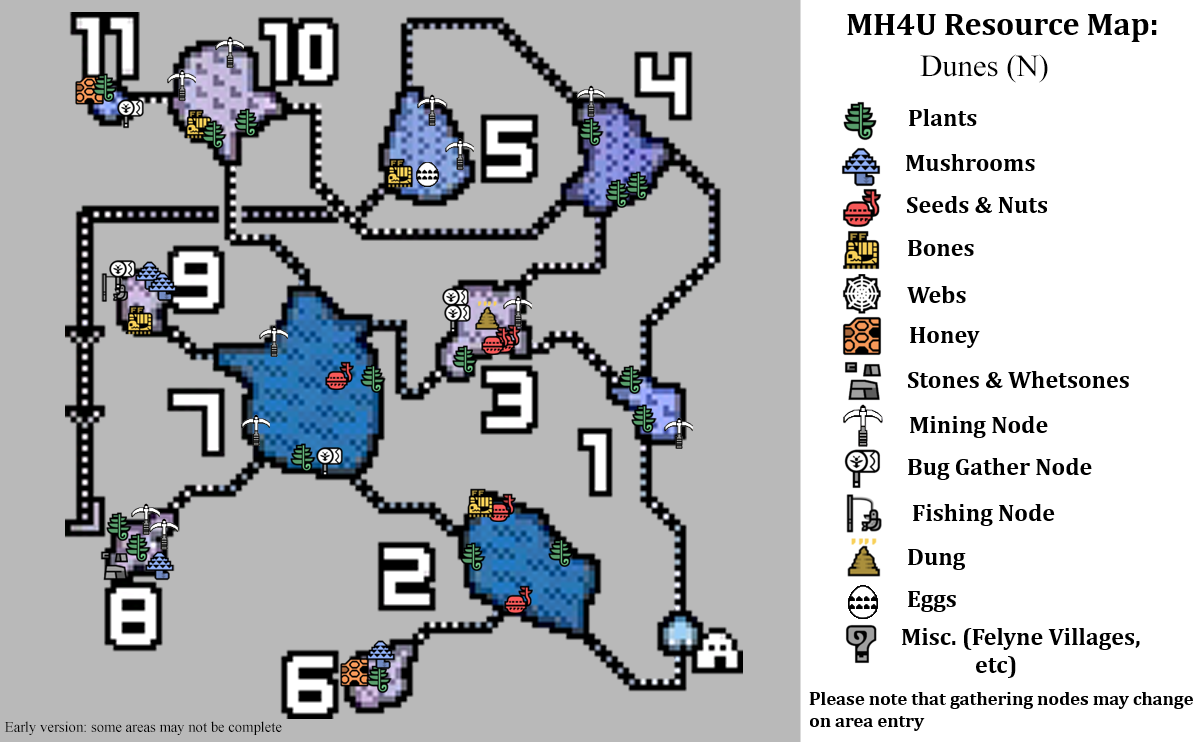 MH4U Resource Map:
Dunes (N)
11
10
4
5
9
3
7
1
2
8
6
Plants
Mushrooms
Seeds & Nuts
Bones
Webs
Honey
Stones & Whetsones
Mining Node
Bug Gather Node
Fishing Node
Dung
Eggs
Misc. (Felyne Villages,
etc)
Please note that gathering nodes may change
on area entry
Early version: some areas may not be complete